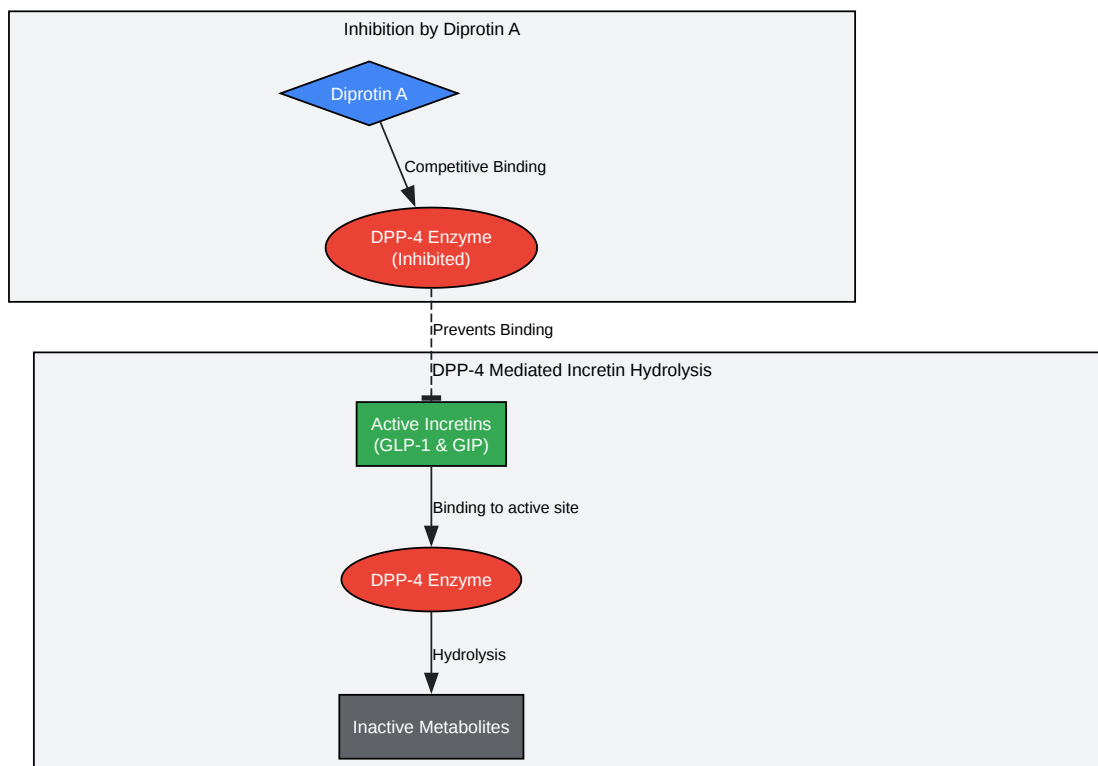 Inhibition by Diprotin A
Diprotin A
Competitive Binding
DPP-4 Enzyme
(Inhibited)
Prevents Binding
DPP-4 Mediated Incretin Hydrolysis
Active Incretins
(GLP-1 & GIP)
Binding to active site
DPP-4 Enzyme
Hydrolysis
Inactive Metabolites